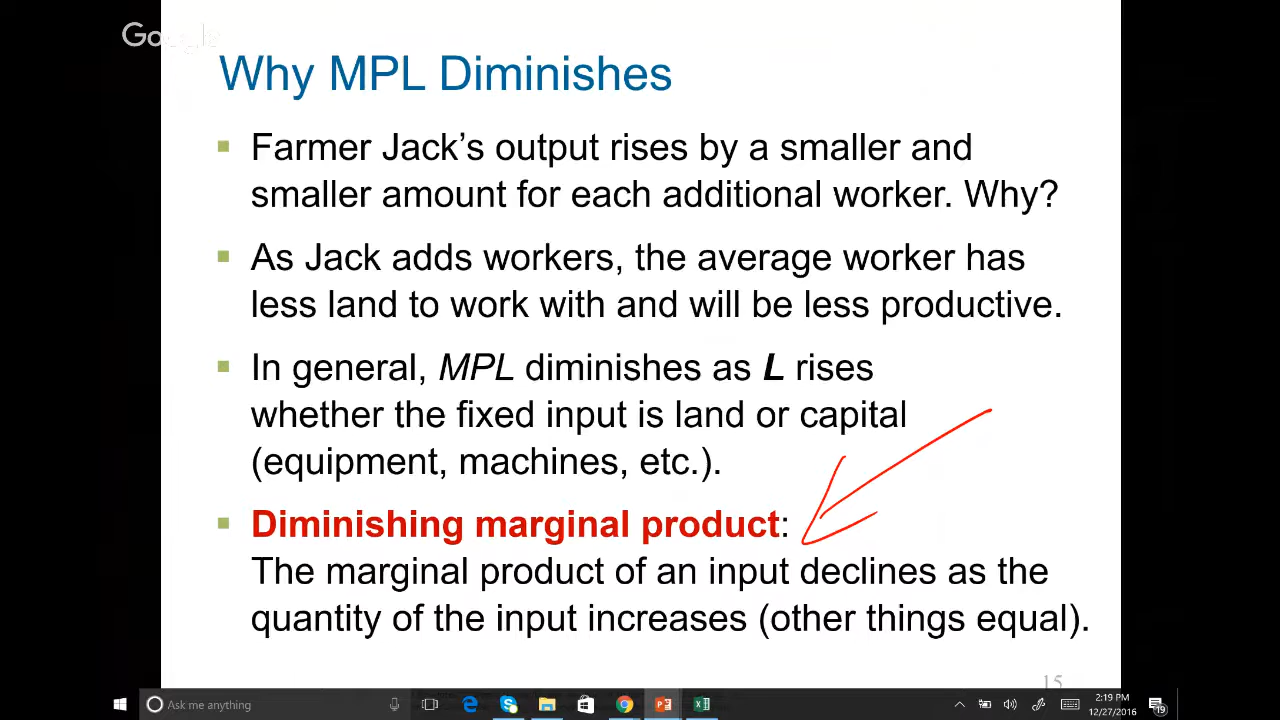 Google
Why MPL Diminishes
Farmer Jack's output rises by a smaller and
smaller amount for each additional worker. Why?
As Jack adds workers, the average worker has
less land to work with and will be less productive.
In general, MPL diminishes as L rises
whether the fixed input is land or capital
(equipment, machines, etc.).
Diminishing marginal product:
The marginal product of an input declines as the
quantity of the input increases (other things equal).
15
Ask me anything
2:19 PM
12/27/2016
19